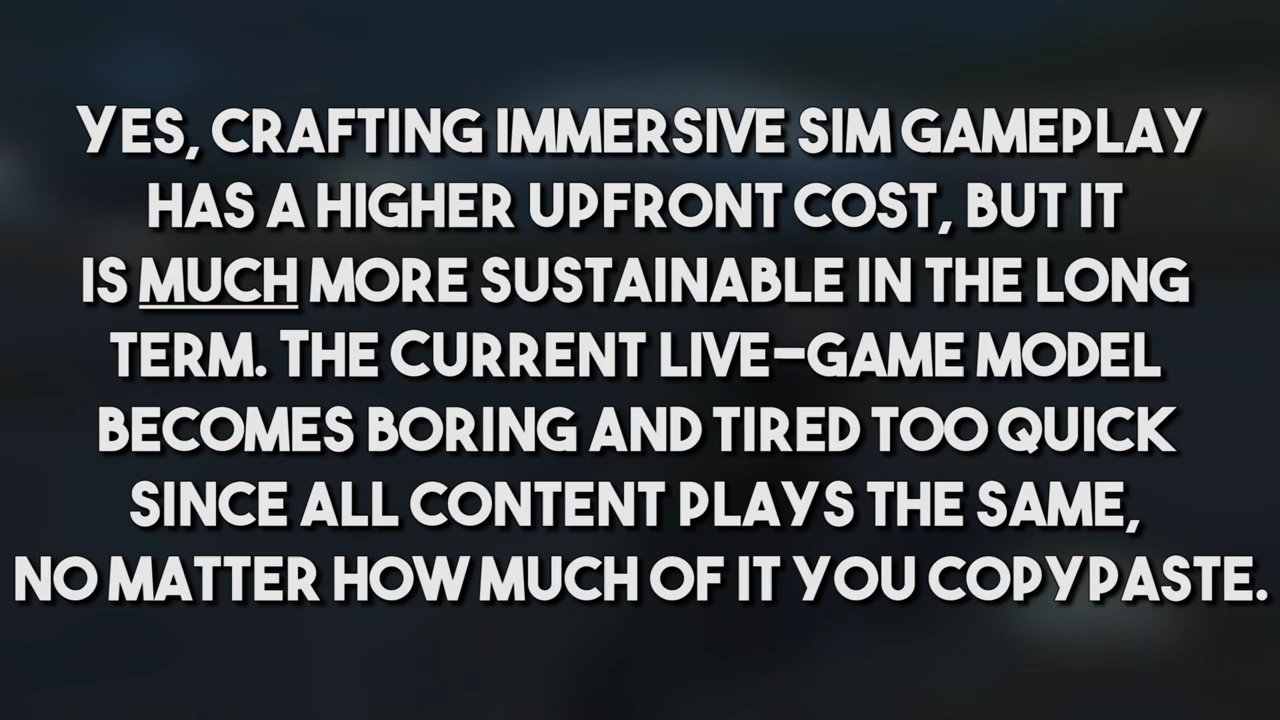 YES, CRAFTING IMMERSIVE SIM GAMEPLAY
HAS A HIGHER UPFRONT COST, BUT IT
IS MUCH MORE SUSTAINABLE IN THE LONG
TERM. THE CURRENT LIVE-GAME MODEL
BECOMES BORING AND TIRED TOO QUICK
SINCE ALL CONTENT PLAYS THE SAME,
NO MATTER HOW MUCH OF IT YOU COPYPASTE.